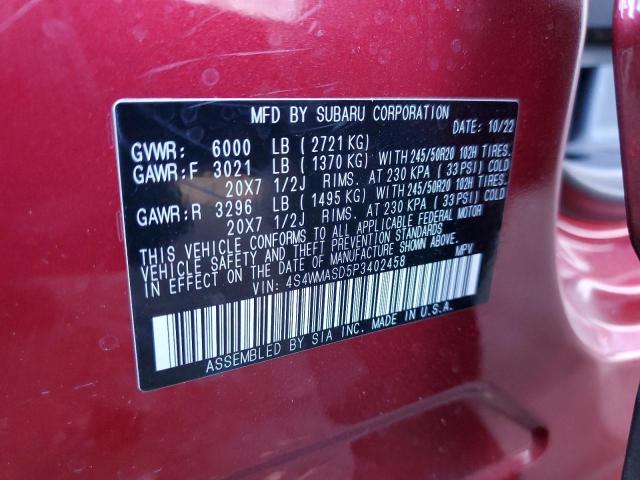 MFD BY SUBARU CORPORATION
DATE: 10/22
GVWR: 6000 LB (2721 KG)
GAWR:F 3021 LB (1370 KG) WITH 245/50R20 102H TIRES.
20X7 1/2J RIMS. AT 230 KPA (33 PSI) COLD
GAWR:R 3296 LB (1495 KG) WITH 245/50R20 102H TIRES.
20X7 1/2J RIMS. AT 230 KPA (33 PSI) COLD
THIS VEHICLE CONFORMS TO ALL APPLICABLE FEDERAL MOTOR
VEHICLE SAFETY AND THEFT PREVENTION STANDARDS
IN EFFECT ON THE DATE OF MANUFACTURE SHOWN ABOVE.
VIN: 4S4WMASD5P3402458 MPV
ASSEMBLED BY SIA INC. MADE IN U.S.A.